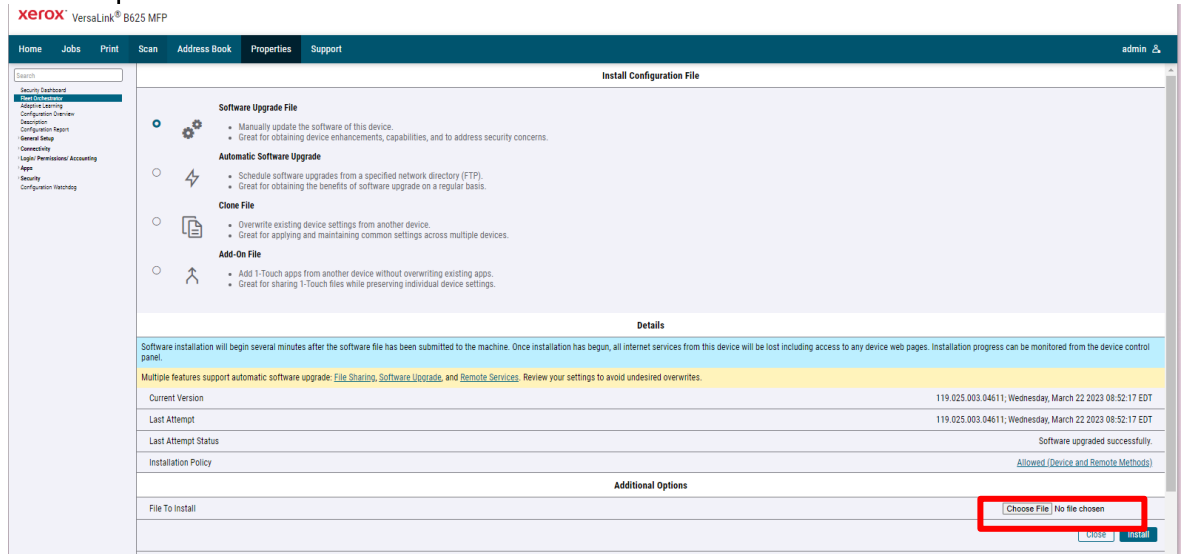 xerox™ VersaLink® B625 MFP
Home Jobs Print Scan Address Book Properties Support admin
Search
Security Dashboard
Fleet Orchestrator
Adaptive Learning
Configuration Overview
Description
Configuration Report
General Setup
Connectivity
Login/ Permissions/ Accounting
Apps
Security
Configuration Watchdog
Install Configuration File
Software Upgrade File
• Manually update the software of this device.
• Great for obtaining device enhancements, capabilities, and to address security concerns.
Automatic Software Upgrade
• Schedule software upgrades from a specified network directory (FTP).
• Great for obtaining the benefits of software upgrade on a regular basis.
Clone File
• Overwrite existing device settings from another device.
• Great for applying and maintaining common settings across multiple devices.
Add-On File
• Add 1-Touch apps from another device without overwriting existing apps.
• Great for sharing 1-Touch files while preserving individual device settings.
Details
Software installation will begin several minutes after the software file has been submitted to the machine. Once installation has begun, all internet services from this device will be lost including access to any device web pages. Installation progress can be monitored from the device control
panel.
Multiple features support automatic software upgrade: File Sharing, Software Upgrade, and Remote Services. Review your settings to avoid undesired overwrites.
Current Version 119.025.003.04611; Wednesday, March 22 2023 08:52:17 EDT
Last Attempt 119.025.003.04611; Wednesday, March 22 2023 08:52:17 EDT
Last Attempt Status Software upgraded successfully.
Installation Policy Allowed (Device and Remote Methods)
Additional Options
File To Install Choose File No file chosen
Close Install